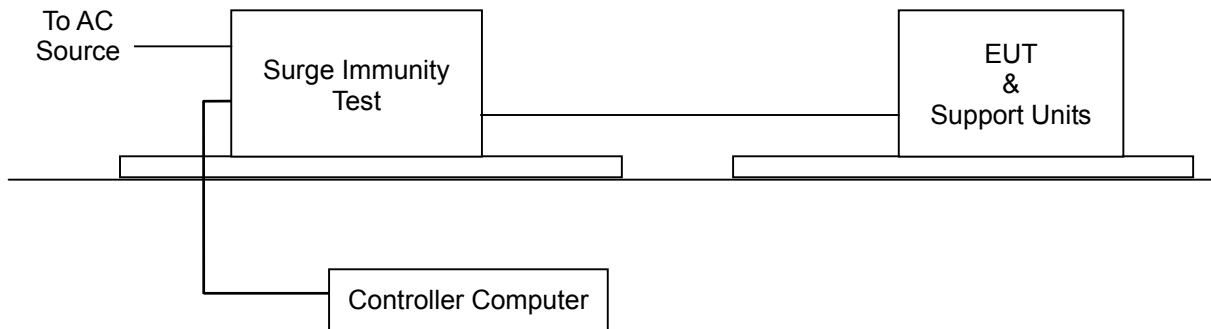 To AC
Source
Surge Immunity
Test
EUT
&
Support Units
Controller Computer